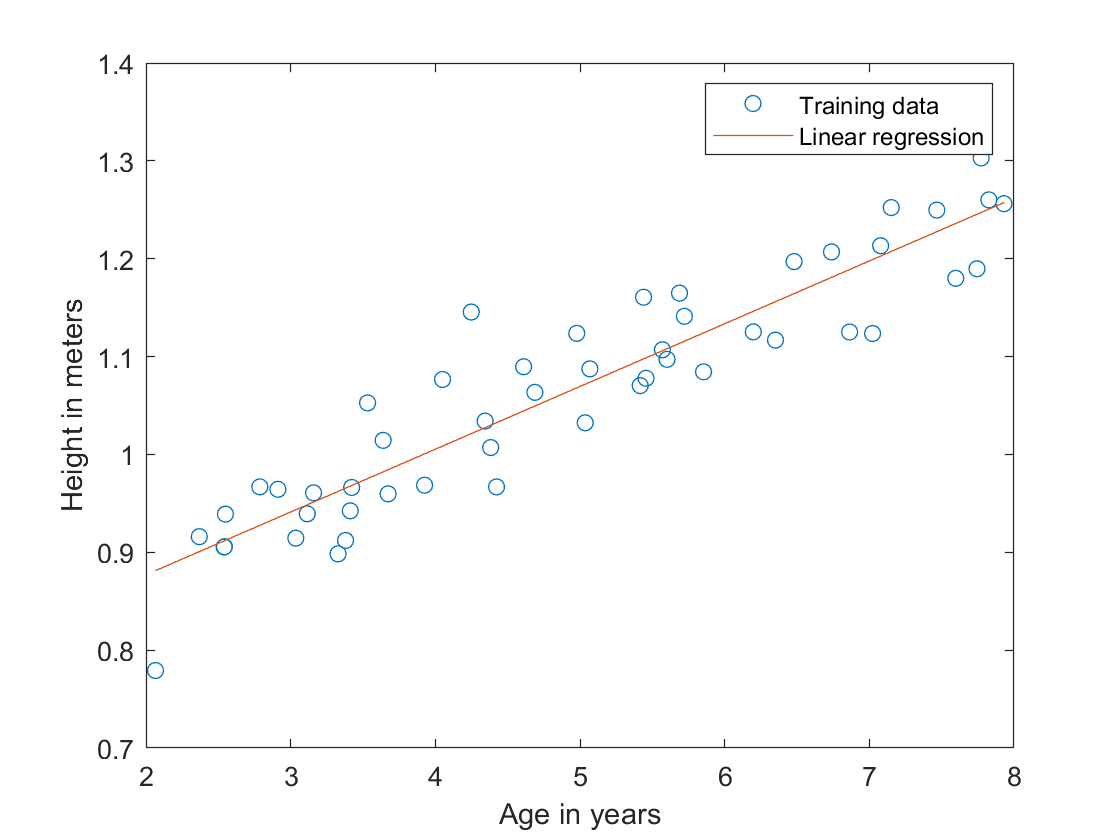 1.4
1.3
1.2
1.1
1
0.9
0.8
0.7
Height in meters
Training data
Linear regression
2 3 4 5 6 7 8
Age in years